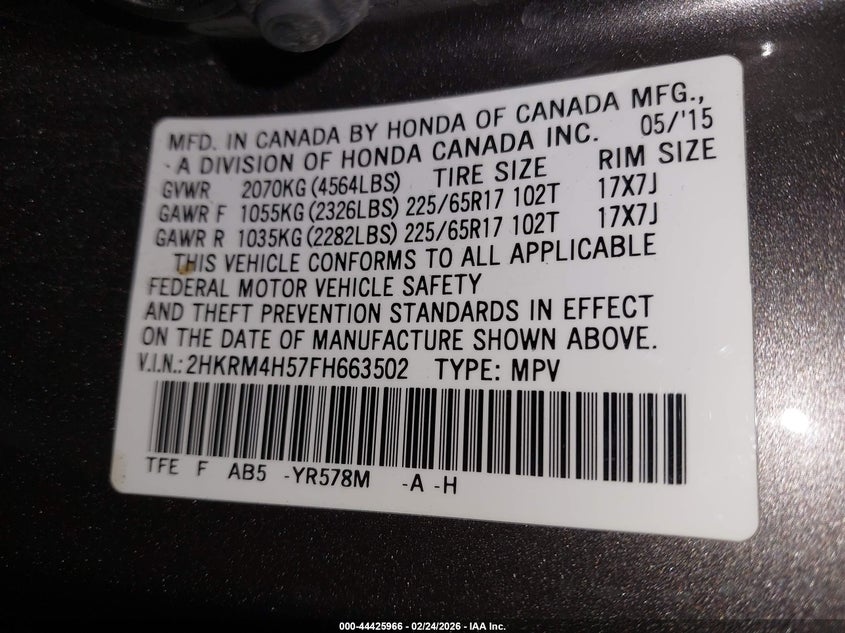 MFD. IN CANADA BY HONDA OF CANADA MFG.,
- A DIVISION OF HONDA CANADA INC. 05/'15
GVWR 2070KG (4564LBS) TIRE SIZE RIM SIZE
GAWR F 1055KG (2326LBS) 225/65R17 102T 17X7J
GAWR R 1035KG (2282LBS) 225/65R17 102T 17X7J
THIS VEHICLE CONFORMS TO ALL APPLICABLE
FEDERAL MOTOR VEHICLE SAFETY
AND THEFT PREVENTION STANDARDS IN EFFECT
ON THE DATE OF MANUFACTURE SHOWN ABOVE.
V.I.N.: 2HKRM4H57FH663502 TYPE: MPV
TFE F AB5 -YR578M -A -H
000-44425966 - 02/24/2026 - IAA Inc.